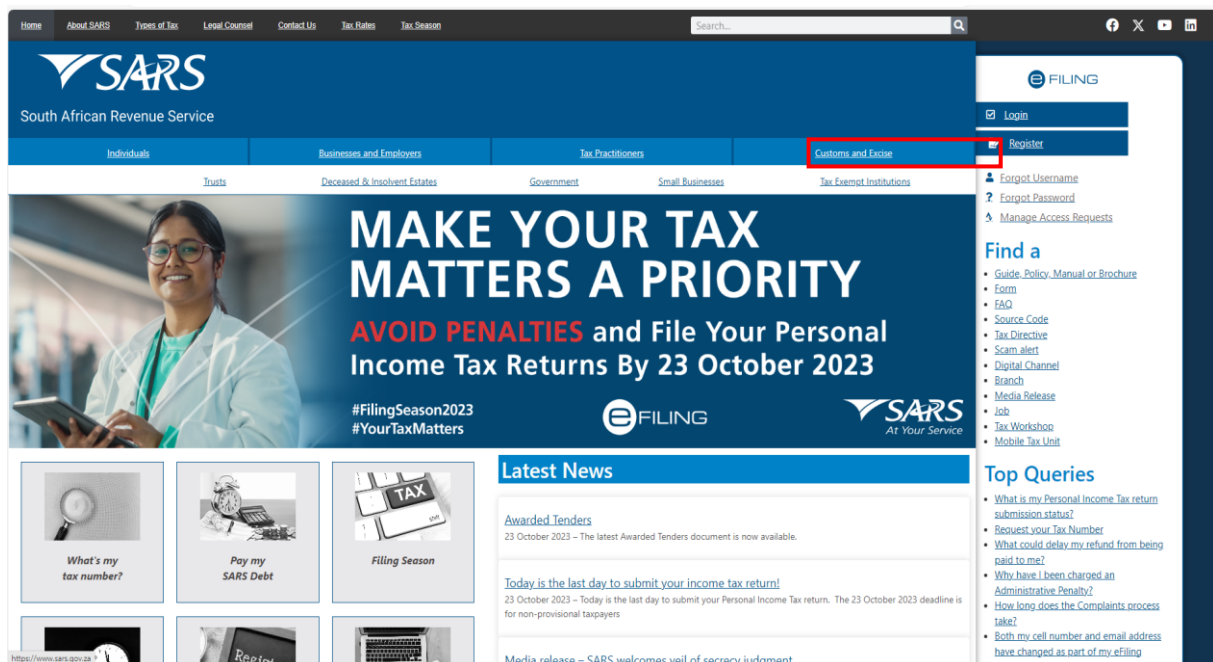 Home About SARS Types of Tax Legal Counsel Contact Us Tax Rates Tax Season Search...
SARS
South African Revenue Service
Individuals Businesses and Employers Tax Practitioners Customs and Excise
Trusts Deceased & Insolvent Estates Government Small Businesses Tax Exempt Institutions
MAKE YOUR TAX
MATTERS A PRIORITY
AVOID PENALTIES and File Your Personal
Income Tax Returns By 23 October 2023
#FilingSeason2023
#YourTaxMatters
e FILING
SARS
At Your Service
What's my
tax number?
Pay my
SARS Debt
TAX
shift
Filing Season
Regist
Latest News
Awarded Tenders
23 October 2023 – The latest Awarded Tenders document is now available.
Today is the last day to submit your income tax return!
23 October 2023 – Today is the last day to submit your Personal Income Tax return. The 23 October 2023 deadline is
for non-provisional taxpayers
Media release – SARS welcomes veil of secrecy judgment
e FILING
Login
Register
Forgot Username
Forgot Password
Manage Access Requests
Find a
Guide, Policy, Manual or Brochure
Form
FAQ
Source Code
Tax Directive
Scam alert
Digital Channel
Branch
Media Release
Job
Tax Workshop
Mobile Tax Unit
Top Queries
What is my Personal Income Tax return
submission status?
Request your Tax Number
What could delay my refund from being
paid to me?
Why have I been charged an
Administrative Penalty?
How long does the Complaints process
take?
Both my cell number and email address
have changed as part of my eFiling
https://www.sars.gov.za